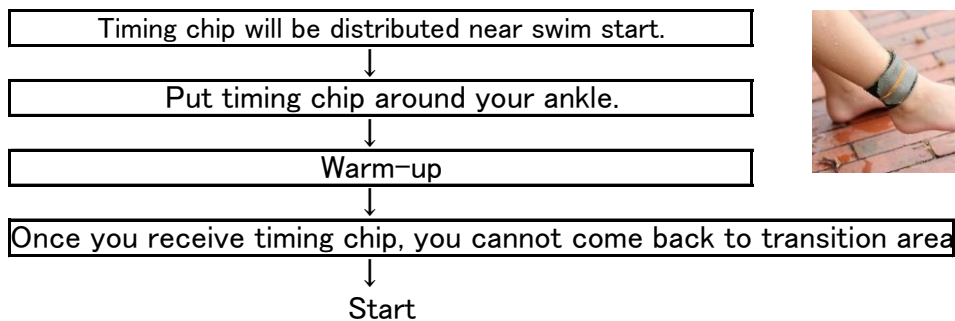 Timing chip will be distributed near swim start.
↓
Put timing chip around your ankle.
↓
Warm-up
↓
Once you receive timing chip, you cannot come back to transition area
↓
Start